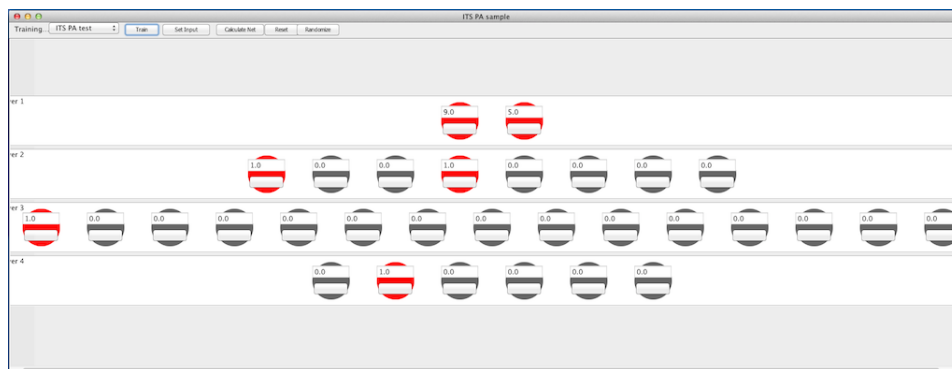 ITS PA sample
Training... ITS PA test Train Set Input Calculate Net Reset Randomize
yer 1
9.0 5.0
yer 2
1.0 0.0 0.0 1.0 0.0 0.0 0.0 0.0
yer 3
1.0 0.0 0.0 0.0 0.0 0.0 0.0 0.0 0.0 0.0 0.0 0.0 0.0 0.0 0.0
yer 4
0.0 1.0 0.0 0.0 0.0 0.0